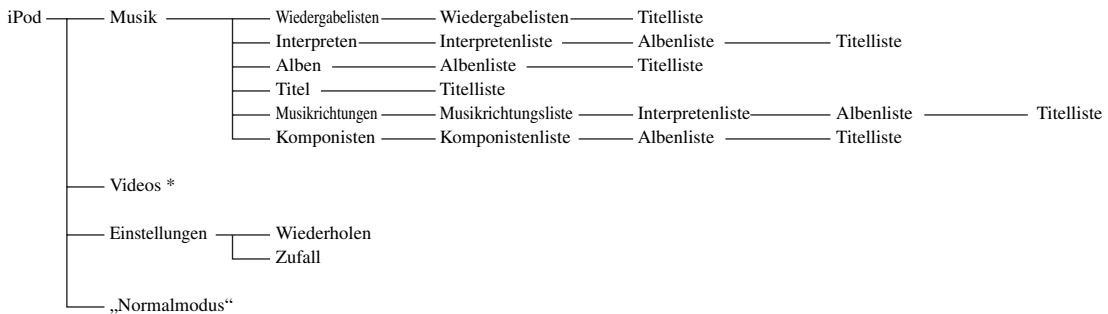 iPod Musik Wiedergabelisten Wiedergabelisten Titelliste
Interpreten Interpretenliste Albenliste Titelliste
Alben Albenliste Titelliste
Titel Titelliste
Musikrichtungen Musikrichtungsliste Interpretenliste Albenliste Titelliste
Komponisten Komponistenliste Albenliste Titelliste
Videos *
Einstellungen Wiederholen
Zufall
„Normalmodus“